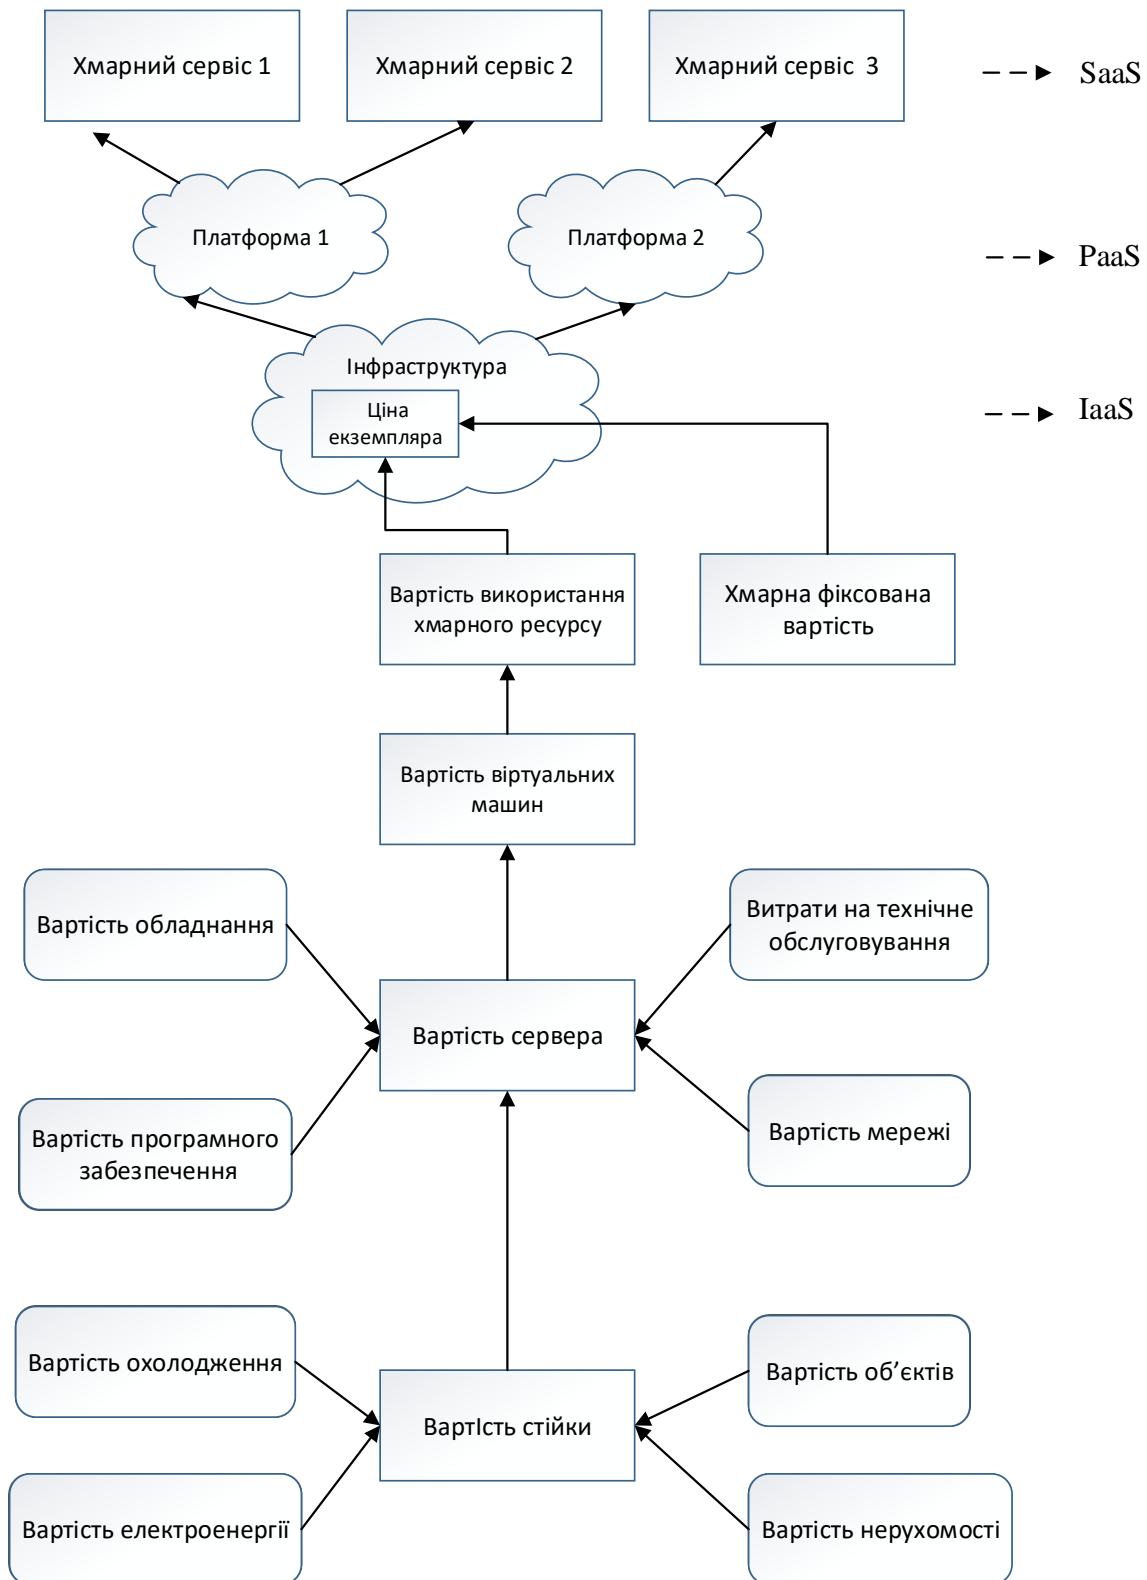 Хмарний сервіс 1
Хмарний сервіс 2
Хмарний сервіс 3
SaaS
Платформа 1
Платформа 2
PaaS
Інфраструктура
Ціна
екземпляра
IaaS
Вартість використання
хмарного ресурсу
Хмарна фіксована
вартість
Вартість віртуальних
машин
Вартість обладнання
Витрати на технічне
обслуговування
Вартість сервера
Вартість програмного
забезпечення
Вартість мережі
Вартість охолодження
Вартість об’єктів
ВартІсть стійки
Вартість електроенергії
Вартість нерухомості